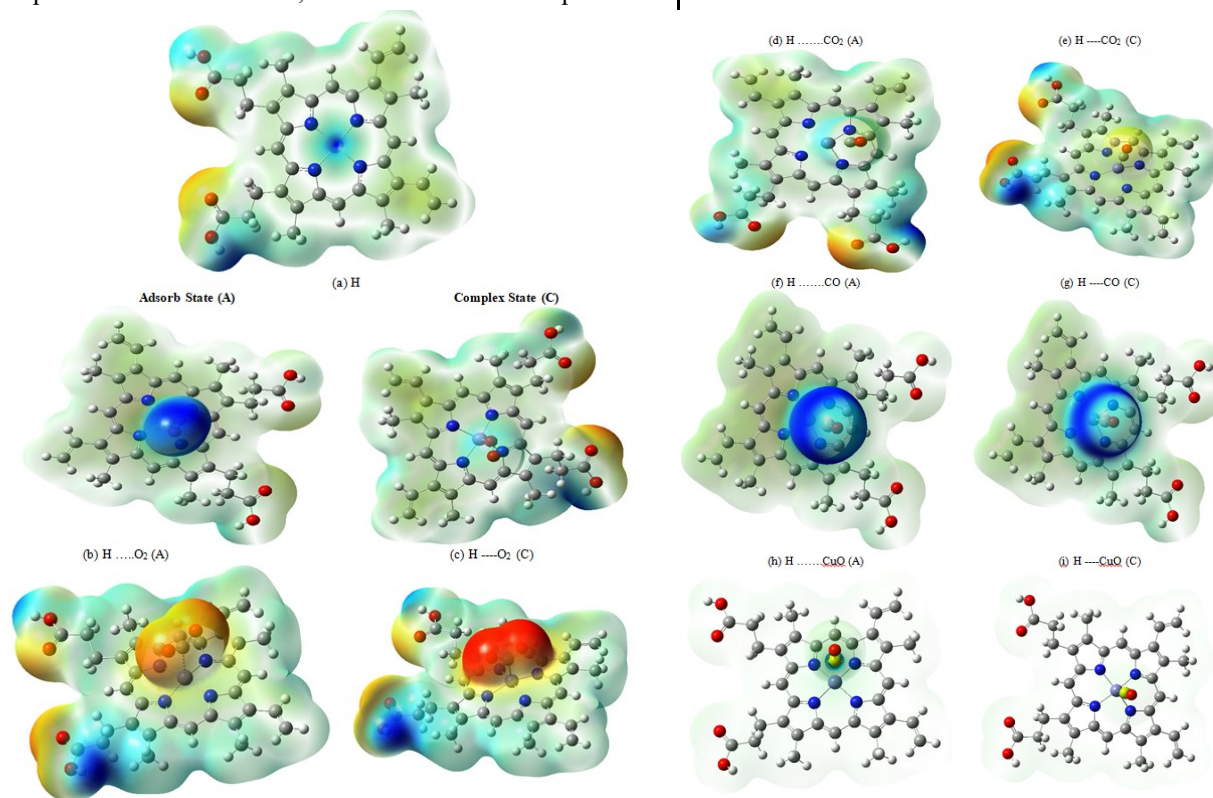 (a) H
Adsorb State (A)
Complex State (C)
(b) H …..O₂ (A)
(c) H ----O₂ (C)
(d) H …….CO₂ (A)
(e) H ----CO₂ (C)
(f) H …….CO (A)
(g) H ----CO (C)
(h) H …….CuO (A)
(i) H ----CuO (C)